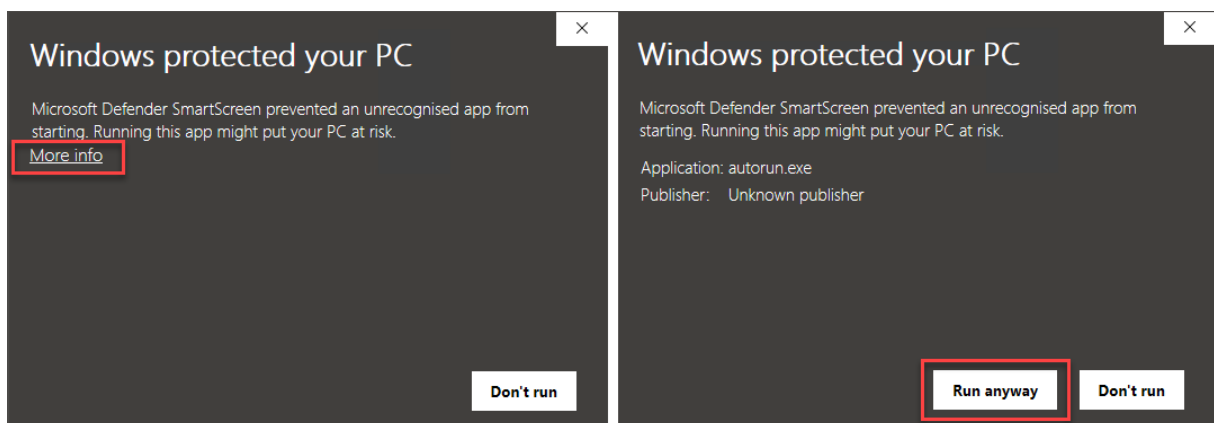 Windows protected your PC
Microsoft Defender SmartScreen prevented an unrecognised app from
starting. Running this app might put your PC at risk.
More info
Don't run
Windows protected your PC
Microsoft Defender SmartScreen prevented an unrecognised app from
starting. Running this app might put your PC at risk.
Application: autorun.exe
Publisher: Unknown publisher
Run anyway Don't run